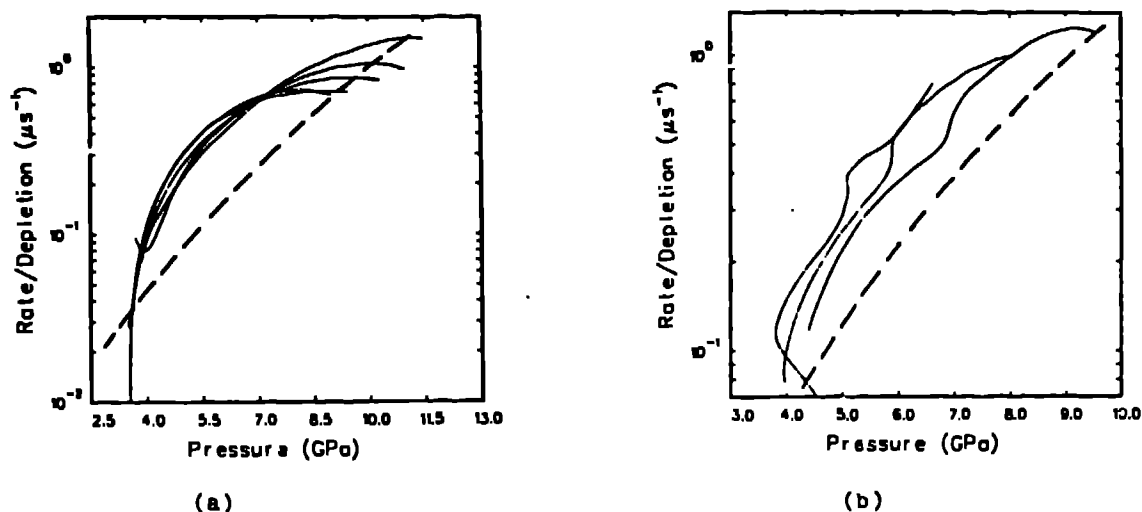 Rate/Depletion (μs⁻¹)
10⁰
10⁻¹
10⁻²
2.5 4.0 5.5 7.0 8.5 10.0 11.5 13.0
Pressura (GPa)
(a)
Rate/Depletion (μs⁻¹)
10⁰
10⁻¹
3.0 4.0 5.0 6.0 7.0 8.0 9.0 10.0
Pressure (GPa)
(b)